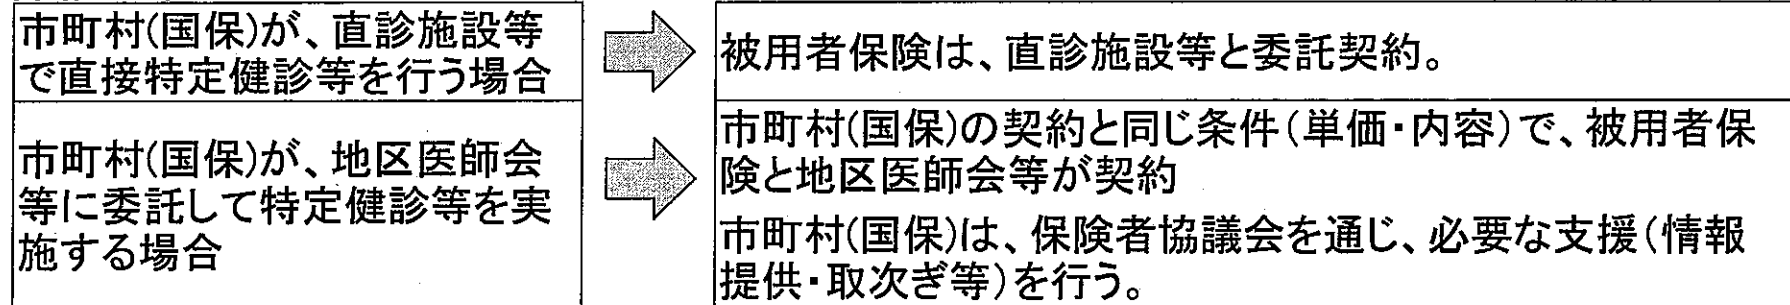 市町村(国保)が、直診施設等
で直接特定健診等を行う場合
被用者保険は、直診施設等と委託契約。
市町村(国保)が、地区医師会
等に委託して特定健診等を実
施する場合
市町村(国保)の契約と同じ条件(単価・内容)で、被用者保
険と地区医師会等が契約
市町村(国保)は、保険者協議会を通じ、必要な支援(情報
提供・取次ぎ等)を行う。